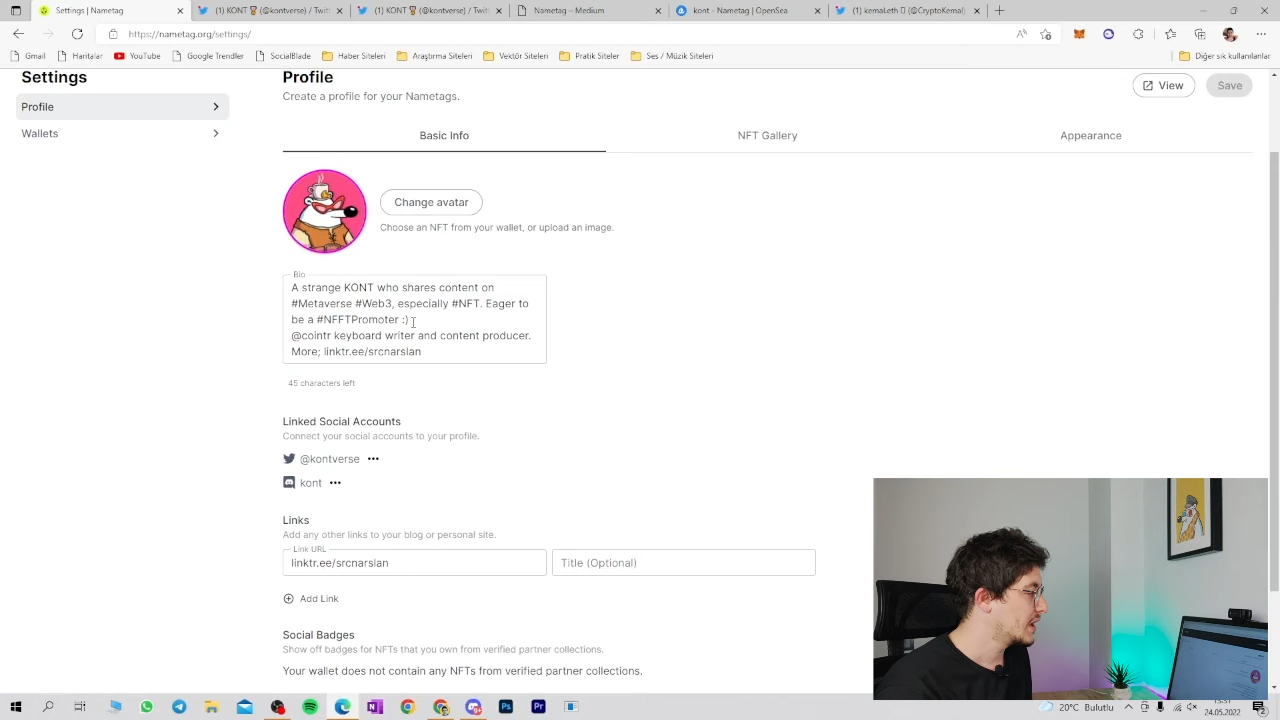 Nametag
(1) KONT @ (@kontverse) / Twit
(1) KONT @ (@kontverse) / Twit
Nametag – Medium
kont - Nametag | OpenSea
(1) kemaleth
(@CryptoKema
https://nametag.org/settings/
Gmail
Haritalar
YouTube
Google Trendler
SocialBlade
Haber Siteleri
Araştırma Siteleri
Vektör Siteleri
Pratik Siteler
Ses / Müzik Siteleri
Diğer sık kullanılanlar
Settings
Profile
Wallets
Profile
Create a profile for your Nametags.
View
Save
Basic Info
NFT Gallery
Appearance
Change avatar
Choose an NFT from your wallet, or upload an image.
Bio
A strange KONT who shares content on
#Metaverse #Web3, especially #NFT. Eager to
be a #NFFTPromoter :)
@cointr keyboard writer and content producer.
More; linktr.ee/srcnarslan
45 characters left
Linked Social Accounts
Connect your social accounts to your profile.
@kontverse •••
kont •••
Links
Add any other links to your blog or personal site.
Link URL
linktr.ee/srcnarslan
Title (Optional)
Add Link
Social Badges
Show off badges for NFTs that you own from verified partner collections.
Your wallet does not contain any NFTs from verified partner collections.
20°C Bulutlu
24.05.2022